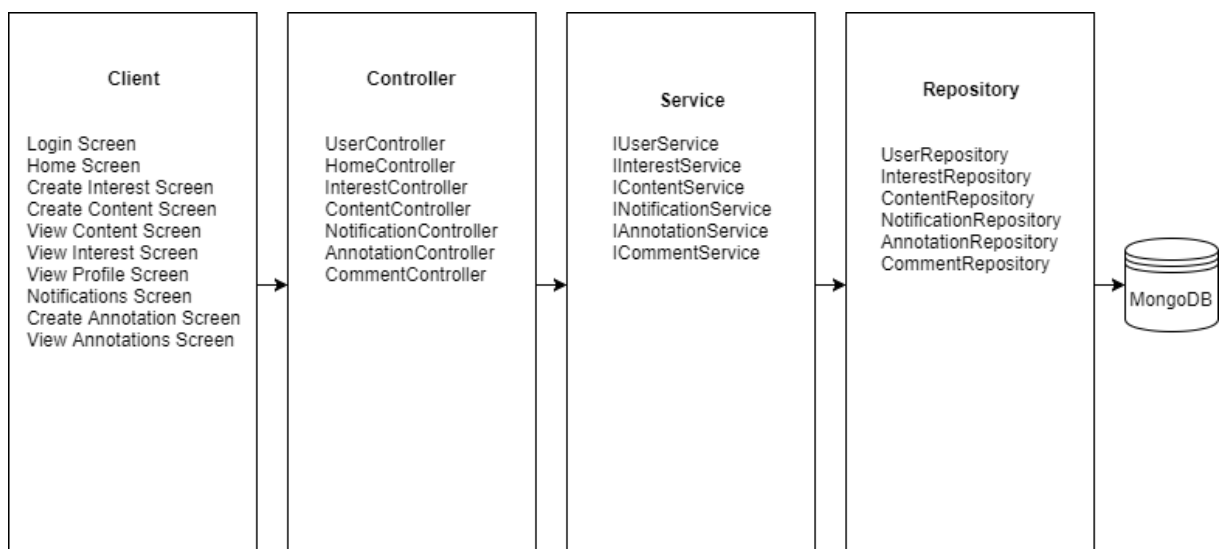 Client
Login Screen
Home Screen
Create Interest Screen
Create Content Screen
View Content Screen
View Interest Screen
View Profile Screen
Notifications Screen
Create Annotation Screen
View Annotations Screen
Controller
UserController
HomeController
InterestController
ContentController
NotificationController
AnnotationController
CommentController
Service
IUserService
IInterestService
IContentService
INotificationService
IAnnotationService
ICommentService
Repository
UserRepository
InterestRepository
ContentRepository
NotificationRepository
AnnotationRepository
CommentRepository
MongoDB